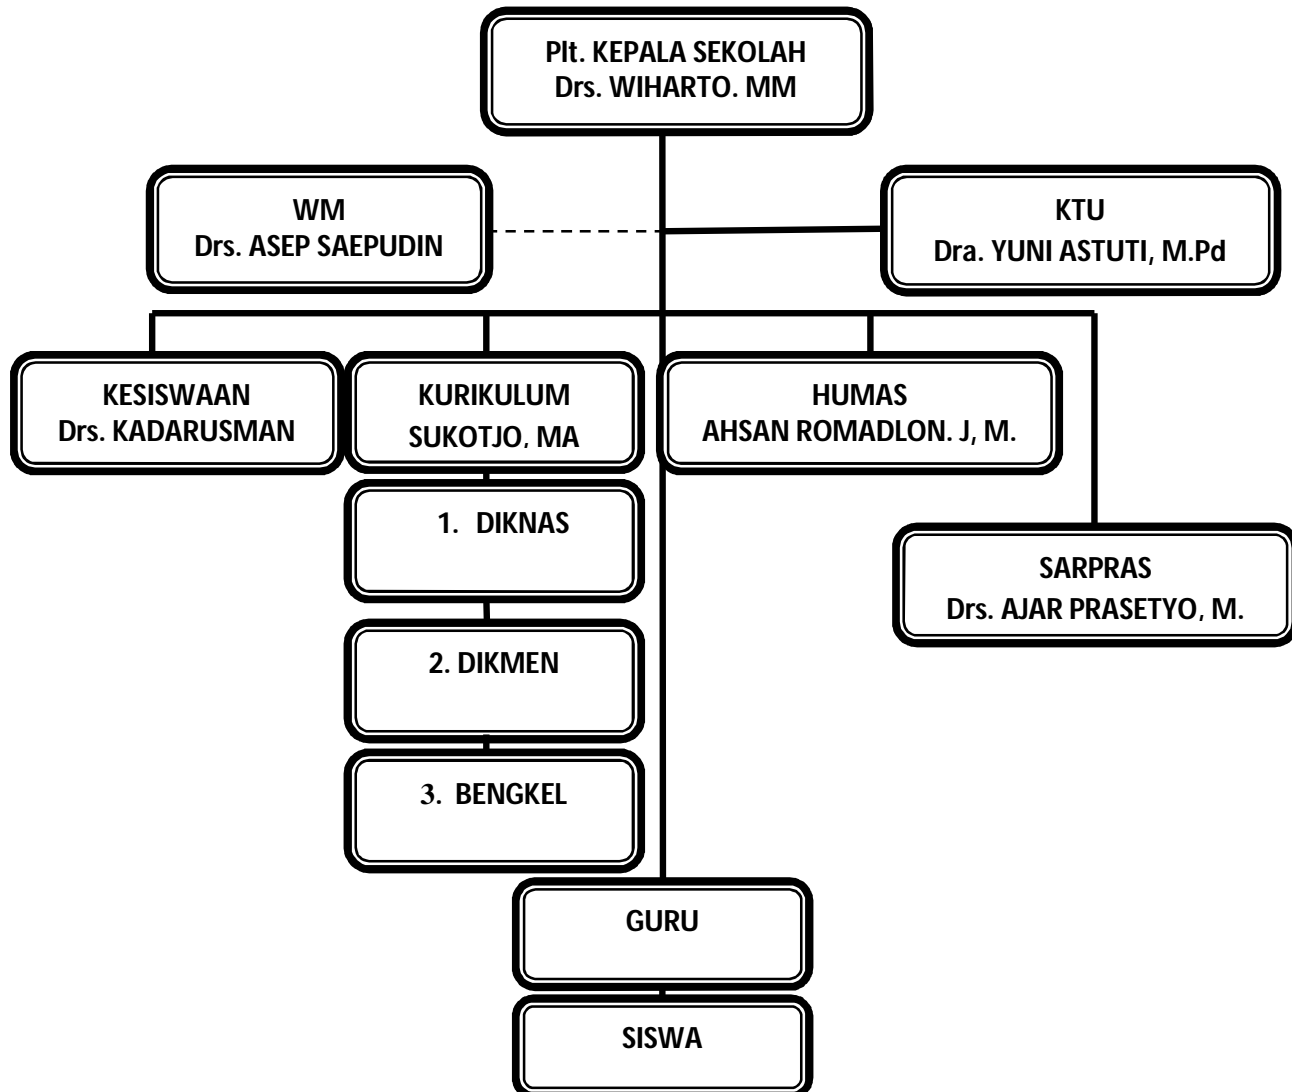 Plt. KEPALA SEKOLAH
Drs. WIHARTO. MM
WM
Drs. ASEP SAEPUDIN
KTU
Dra. YUNI ASTUTI, M.Pd
KESISWAAN
Drs. KADARUSMAN
KURIKULUM
SUKOTJO, MA
HUMAS
AHSAN ROMADLON. J, M.
1. DIKNAS
SARPRAS
Drs. AJAR PRASETYO, M.
2. DIKMEN
3. BENGKEL
GURU
SISWA